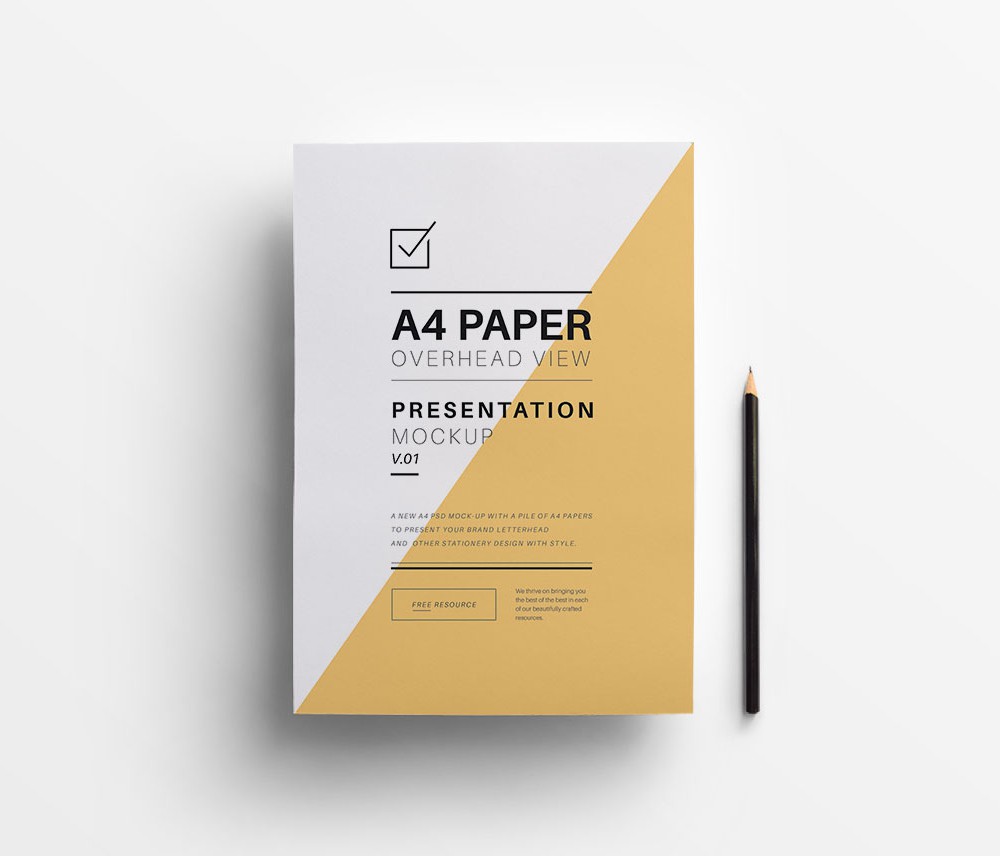 A4 PAPER
OVERHEAD VIEW
PRESENTATION
MOCKUP
V.01
A NEW A4 PSD MOCK-UP WITH A PILE OF A4 PAPERS
TO PRESENT YOUR BRAND LETTERHEAD
AND OTHER STATIONERY DESIGN WITH STYLE.
FREE RESOURCE
We thrive on bringing you
the best of the best in each
of our beautifully crafted
resources.